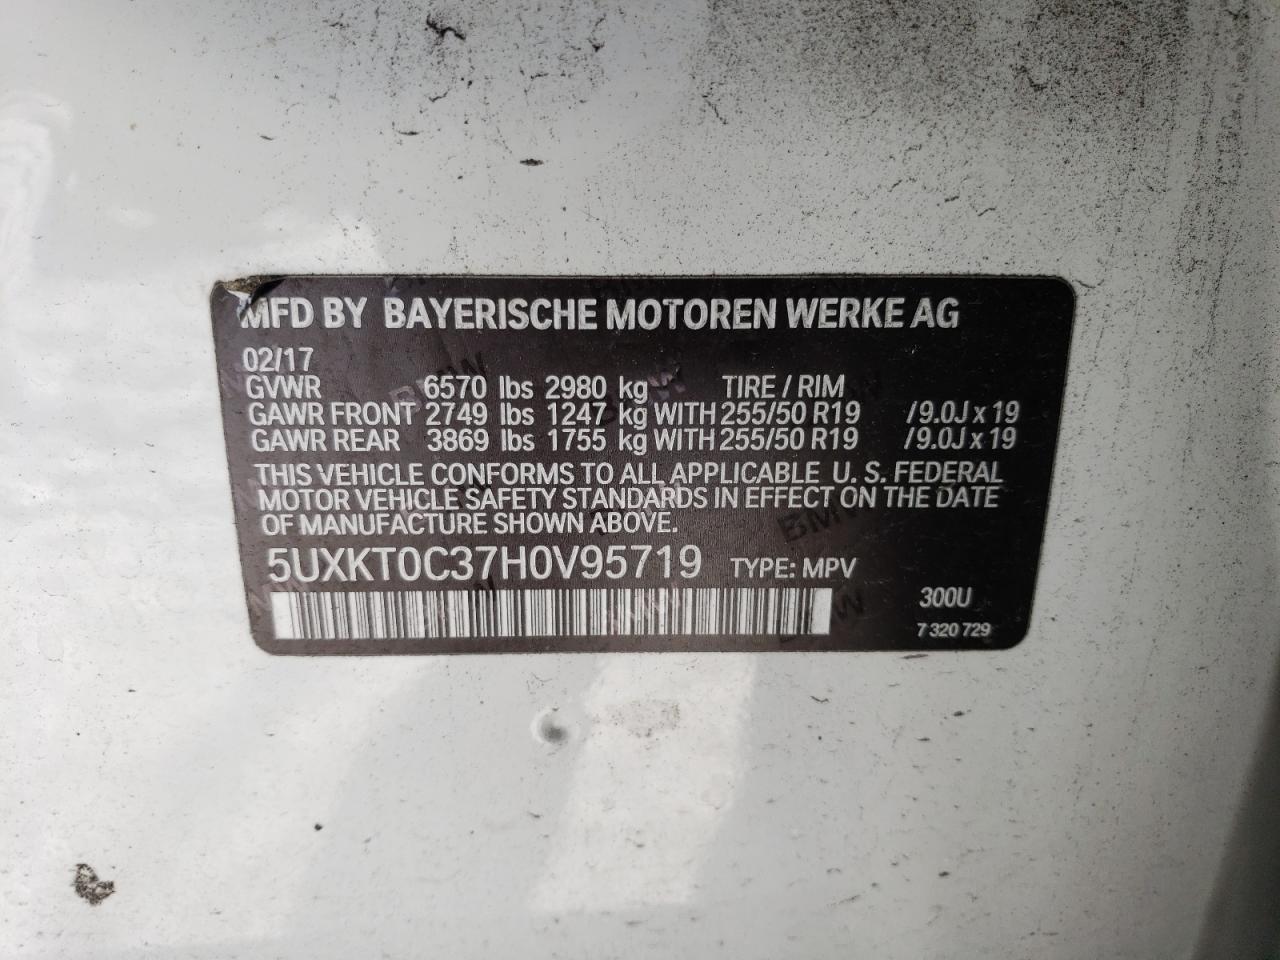 MFD BY BAYERISCHE MOTOREN WERKE AG
02/17
GVWR 6570 lbs 2980 kg TIRE / RIM
GAWR FRONT 2749 lbs 1247 kg WITH 255/50 R19 /9.0J x 19
GAWR REAR 3869 lbs 1755 kg WITH 255/50 R19 /9.0J x 19
THIS VEHICLE CONFORMS TO ALL APPLICABLE U. S. FEDERAL
MOTOR VEHICLE SAFETY STANDARDS IN EFFECT ON THE DATE
OF MANUFACTURE SHOWN ABOVE.
5UXKT0C37H0V95719 TYPE: MPV
300U
7 320 729